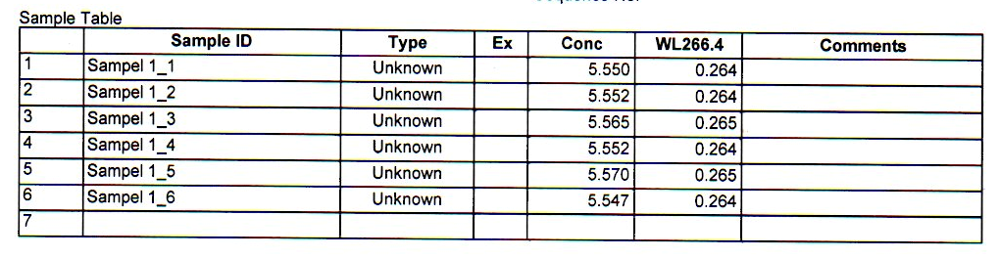 Sample Table
Sample ID Type Ex Conc WL266.4 Comments
1 Sampel 1_1 Unknown 5.550 0.264
2 Sampel 1_2 Unknown 5.552 0.264
3 Sampel 1_3 Unknown 5.565 0.265
4 Sampel 1_4 Unknown 5.552 0.264
5 Sampel 1_5 Unknown 5.570 0.265
6 Sampel 1_6 Unknown 5.547 0.264
7